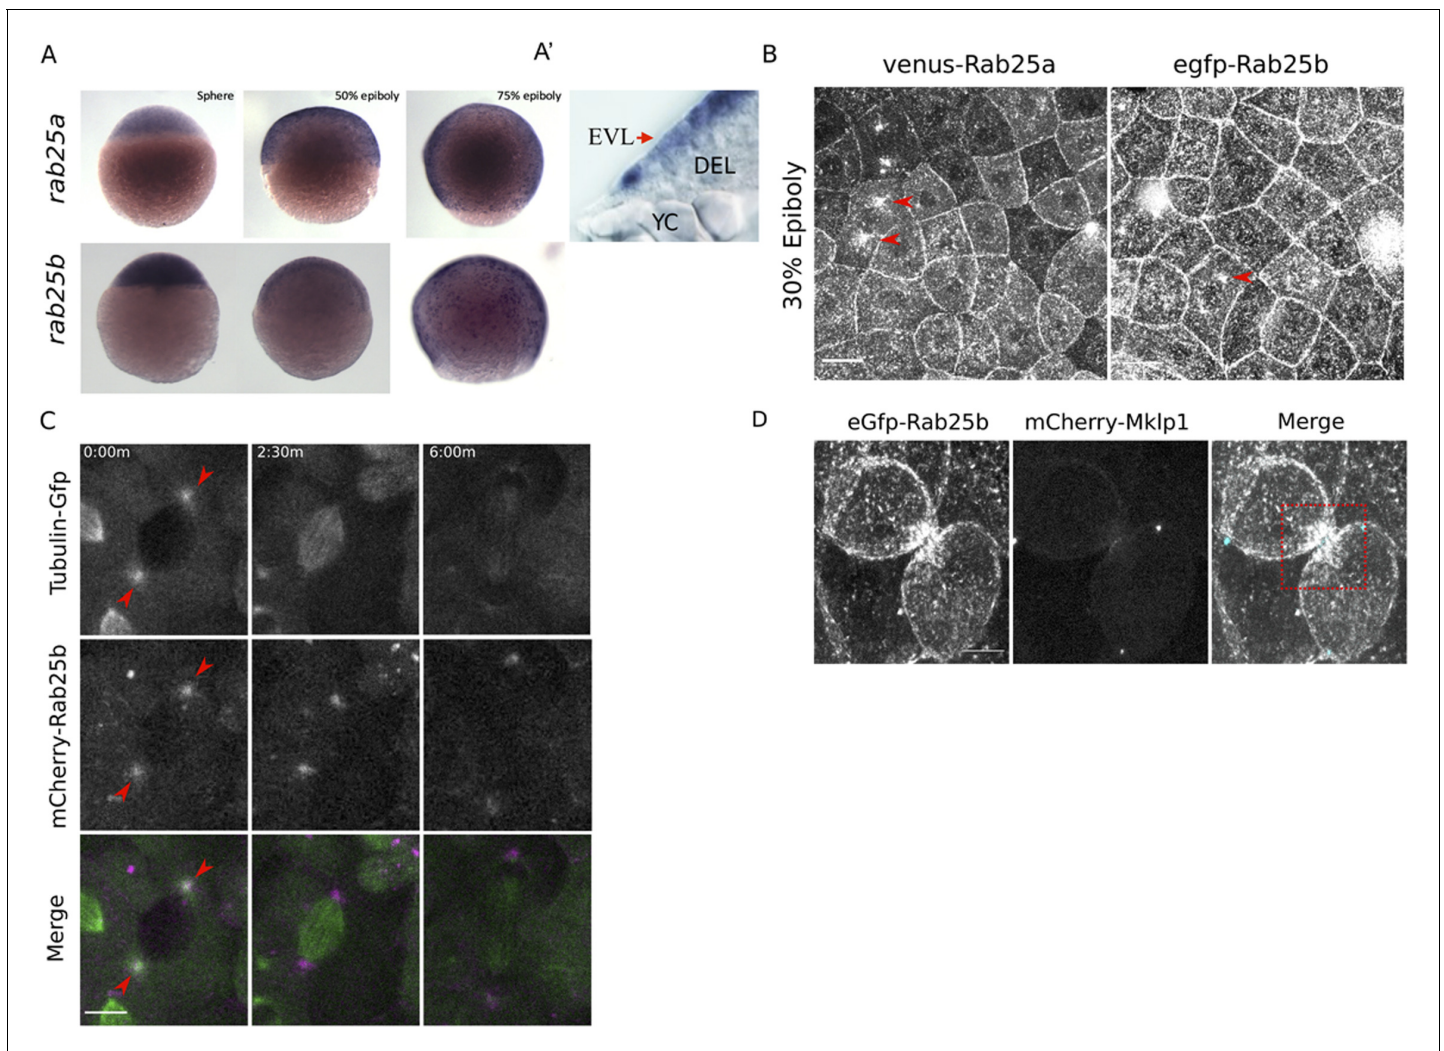 A
A’
B
venus-Rab25a
egfp-Rab25b
rab25a
Sphere
50% epiboly
75% epiboly
EVL
DEL
YC
30% Epiboly
rab25b
C
D
eGfp-Rab25b
mCherry-Mklp1
Merge
0:00m
2:30m
6:00m
Tubulin-Gfp
mCherry-Rab25b
Merge